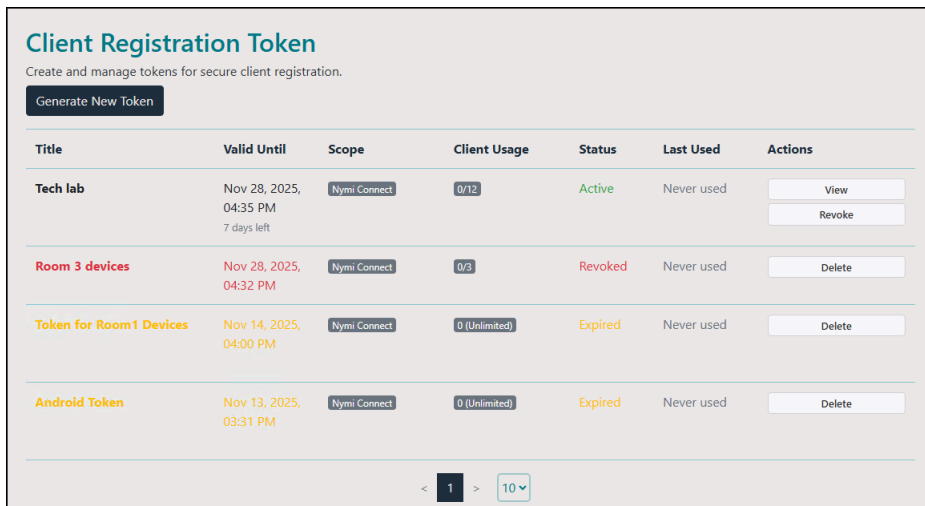 Client Registration Token
Create and manage tokens for secure client registration.
Generate New Token
Title Valid Until Scope Client Usage Status Last Used Actions
Tech lab Nov 28, 2025, Nymi Connect 0/12 Active Never used View
04:35 PM Revoke
7 days left
Room 3 devices Nov 28, 2025, Nymi Connect 0/3 Revoked Never used Delete
04:32 PM
Token for Room1 Devices Nov 14, 2025, Nymi Connect 0 (Unlimited) Expired Never used Delete
04:00 PM
Android Token Nov 13, 2025, Nymi Connect 0 (Unlimited) Expired Never used Delete
03:31 PM
< 1 > 10